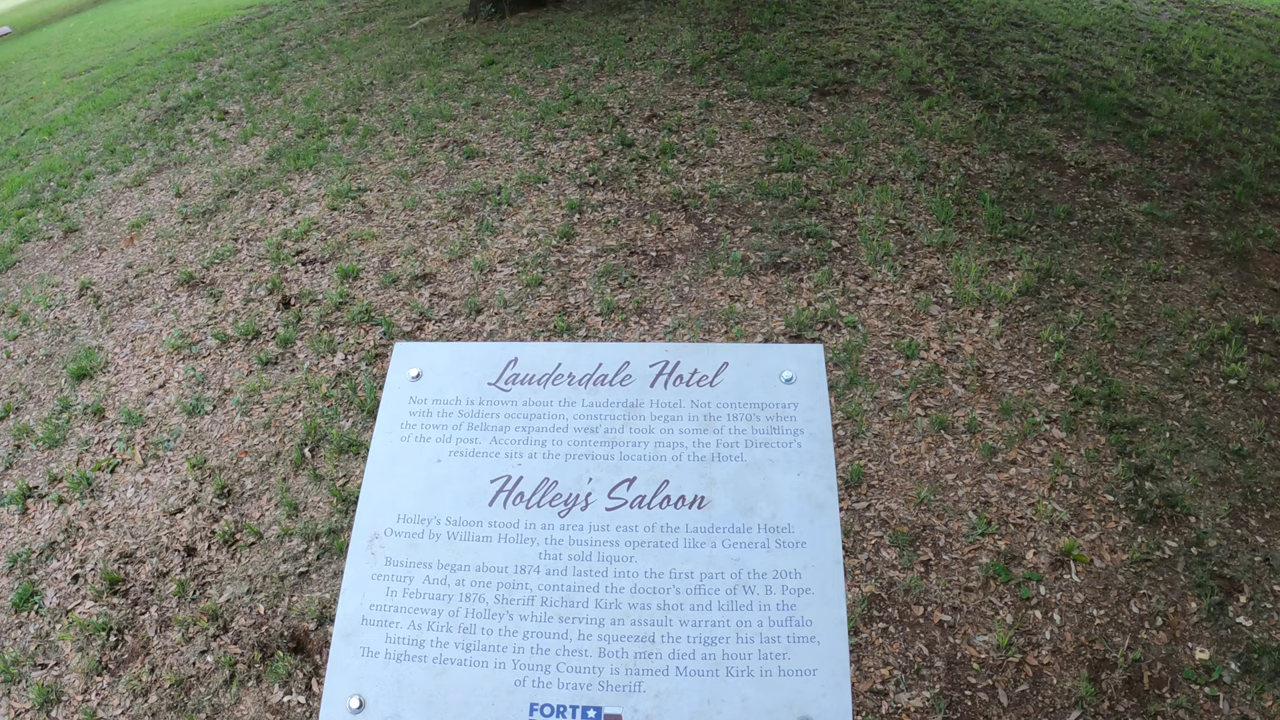 Lauderdale Hotel
Not much is known about the Lauderdale Hotel. Not contemporary
with the Soldiers occupation, construction began in the 1870's when
the town of Belknap expanded west and took on some of the buildings
of the old post. According to contemporary maps, the Fort Director's
residence sits at the previous location of the Hotel.
Holley's Saloon
Holley's Saloon stood in an area just east of the Lauderdale Hotel.
Owned by William Holley, the business operated like a General Store
that sold liquor.
Business began about 1874 and lasted into the first part of the 20th
century And, at one point, contained the doctor's office of W. B. Pope.
In February 1876, Sheriff Richard Kirk was shot and killed in the
entranceway of Holley's while serving an assault warrant on a buffalo
hunter. As Kirk fell to the ground, he squeezed the trigger his last time,
hitting the vigilante in the chest. Both men died an hour later.
The highest elevation in Young County is named Mount Kirk in honor
of the brave Sheriff.
FORT